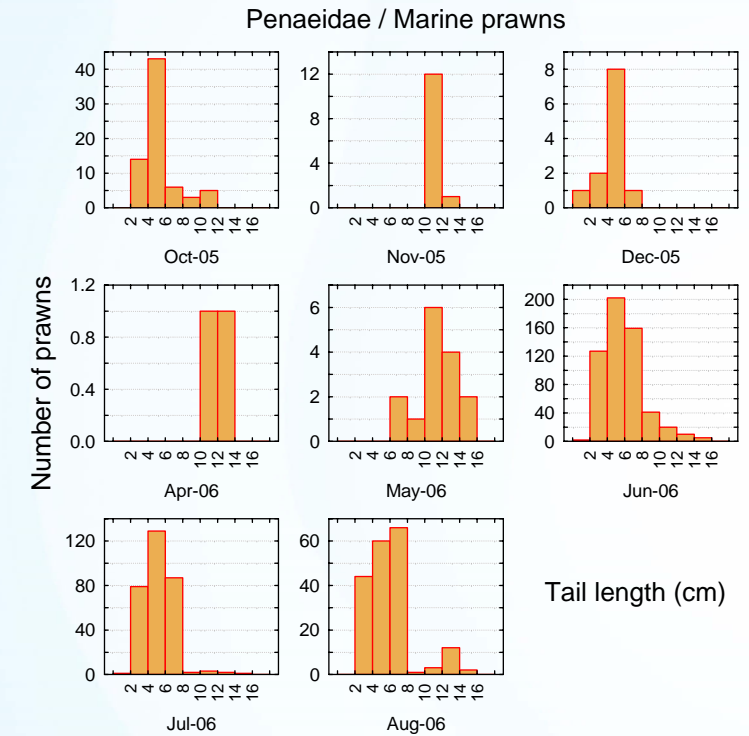 Penaeidae / Marine prawns
Number of prawns
40
30
20
10
0
2 4 6 8 10 12 14 16
Oct-05
12
8
4
0
2 4 6 8 10 12 14 16
Nov-05
8
6
4
2
0
2 4 6 8 10 12 14 16
Dec-05
1.2
0.8
0.4
0.0
2 4 6 8 10 12 14 16
Apr-06
6
4
2
0
2 4 6 8 10 12 14 16
May-06
200
160
120
80
40
0
2 4 6 8 10 12 14 16
Jun-06
120
80
40
0
2 4 6 8 10 12 14 16
Jul-06
60
40
20
0
2 4 6 8 10 12 14 16
Aug-06
Tail length (cm)